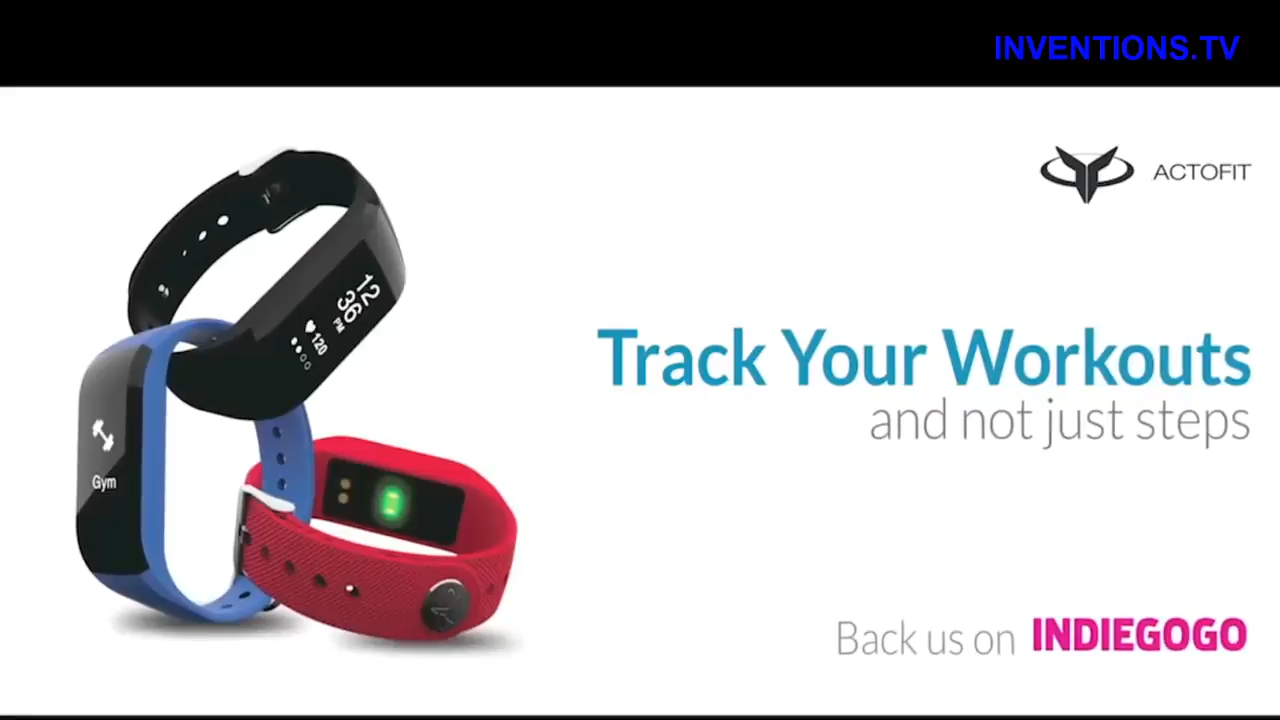 INVENTIONS.TV
ACTOFIT
12
36
PM
120
Track Your Workouts
and not just steps
Gym
Back us on INDIEGOGO